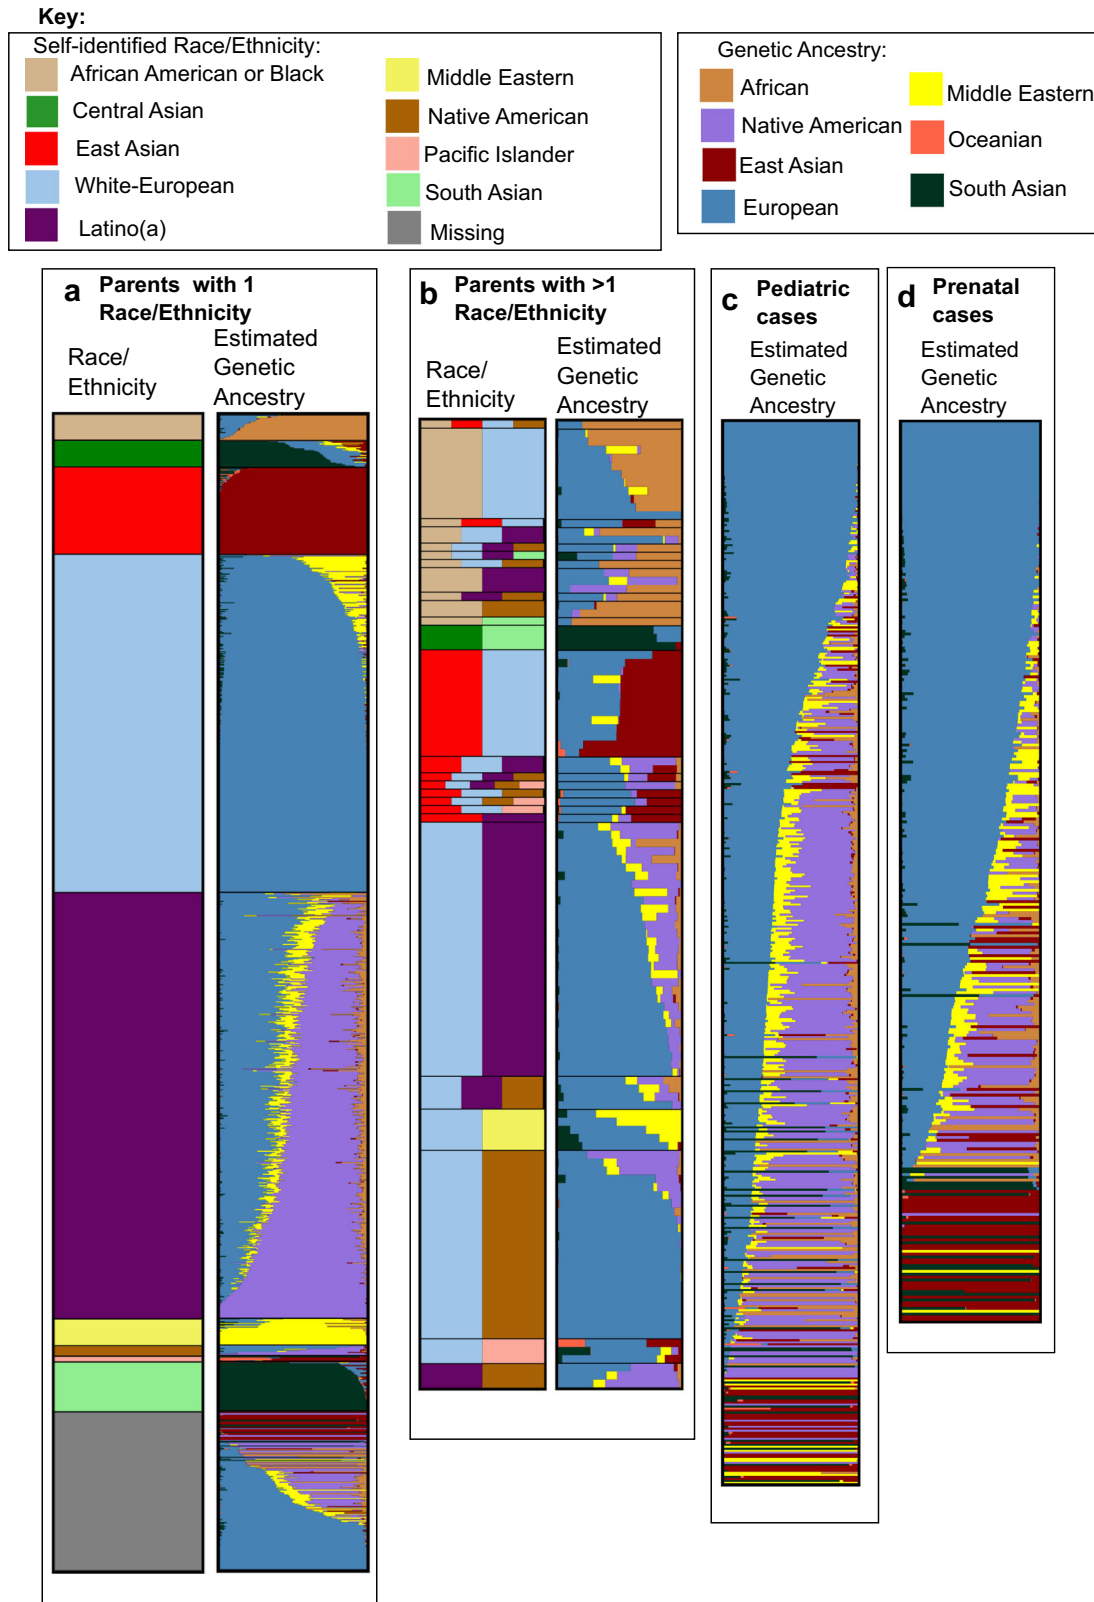 Key:
Self-identified Race/Ethnicity:
African American or Black
Central Asian
East Asian
White-European
Latino(a)
Middle Eastern
Native American
Pacific Islander
South Asian
Missing
Genetic Ancestry:
African
Native American
East Asian
European
Middle Eastern
Oceanian
South Asian
a Parents with 1
Race/Ethnicity
Race/
Ethnicity
Estimated
Genetic
Ancestry
b Parents with >1
Race/Ethnicity
Race/
Ethnicity
Estimated
Genetic
Ancestry
c Pediatric
cases
Estimated
Genetic
Ancestry
d Prenatal
cases
Estimated
Genetic
Ancestry